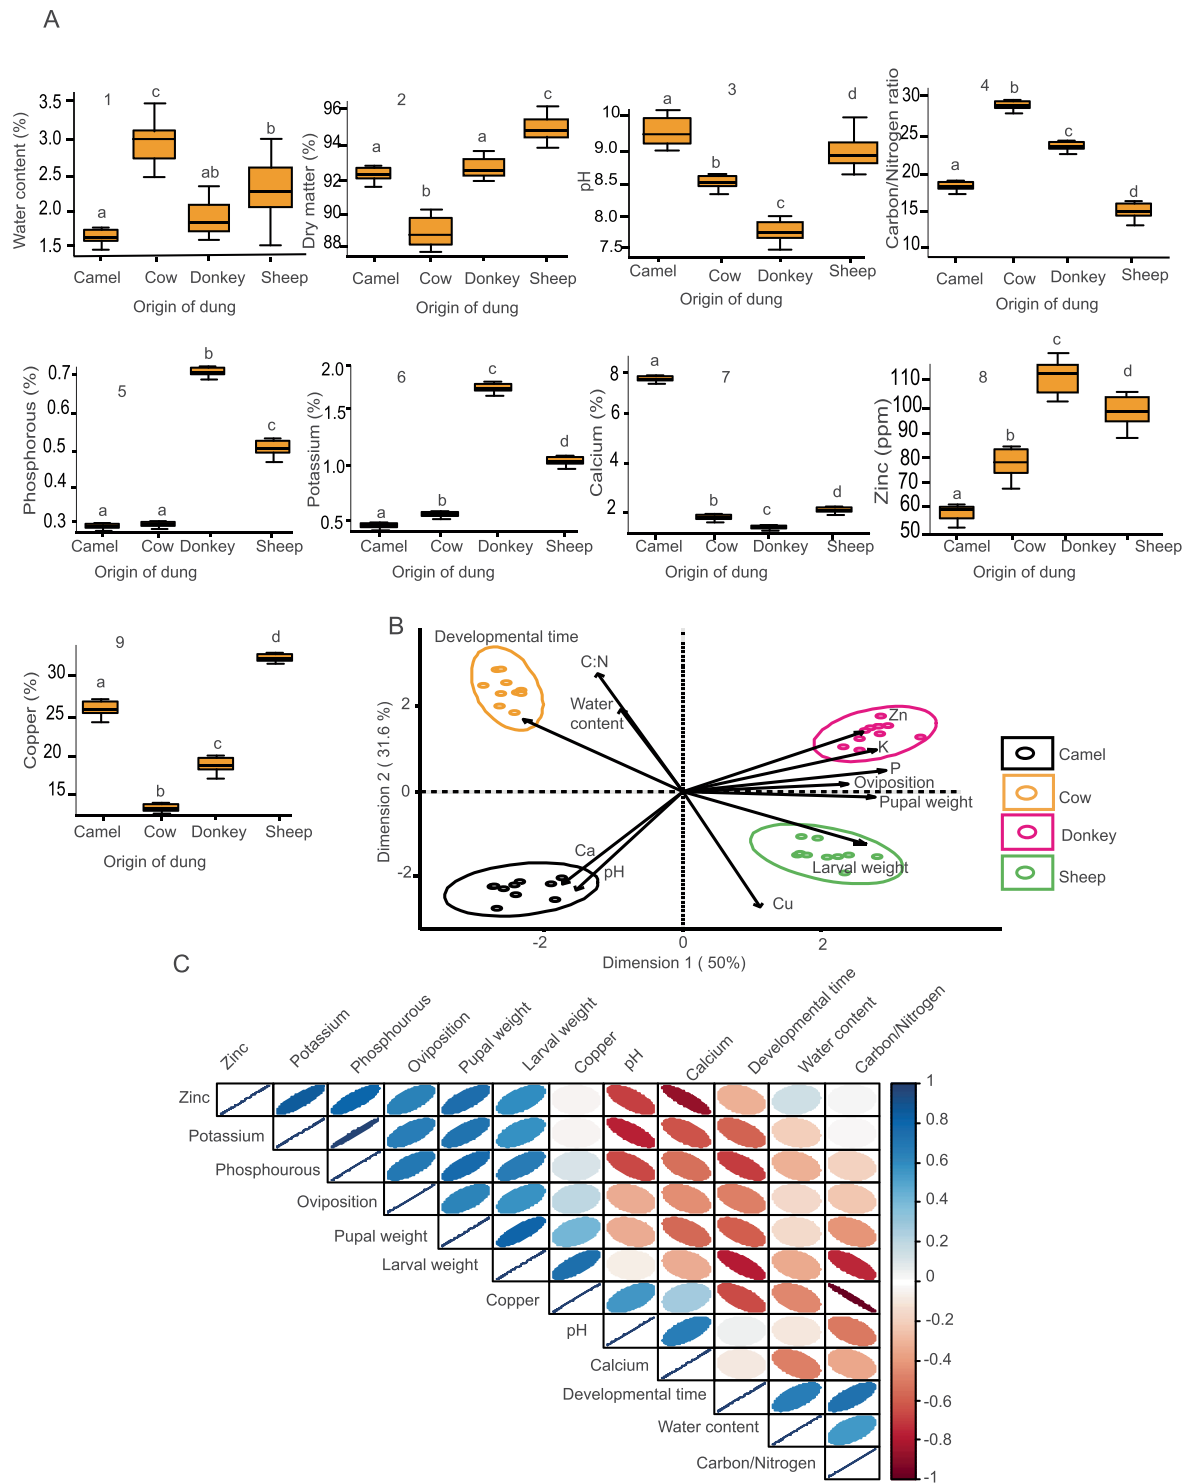 A
1
Water content (%)
3.5
3.0
2.5
2.0
1.5
a
c
ab
b
Camel
Cow
Donkey
Sheep
Origin of dung
2
Dry matter (%)
96
94
92
90
88
a
b
a
c
Camel
Cow
Donkey
Sheep
Origin of dung
3
pH
10
9.0
8.5
8.0
7.5
a
b
c
d
Camel
Cow
Donkey
Sheep
Origin of dung
4
Carbon/Nitrogen ratio
30
25
20
15
10
a
b
c
d
Camel
Cow
Donkey
Sheep
Origin of dung
5
Phosphorous (%)
0.7
0.6
0.5
0.4
0.3
a
a
b
c
Camel
Cow
Donkey
Sheep
Origin of dung
6
Potassium (%)
2.0
1.5
1.0
0.5
a
b
c
d
Camel
Cow
Donkey
Sheep
Origin of dung
7
Calcium (%)
8
6
4
2
a
b
c
d
Camel
Cow
Donkey
Sheep
Origin of dung
8
Zinc (ppm)
110
100
90
80
70
60
50
a
b
c
d
Camel
Cow
Donkey
Sheep
Origin of dung
9
Copper (%)
30
25
20
15
a
b
c
d
Camel
Cow
Donkey
Sheep
Origin of dung
B
Developmental time
C:N
Water
content
Zn
K
P
Oviposition
Pupal weight
Larval weight
Cu
Ca
pH
Dimension 2 ( 31.6 %)
2
0
-2
-2
0
2
Dimension 1 ( 50%)
Camel
Cow
Donkey
Sheep
C
Zinc
Potassium
Phosphourous
Oviposition
Pupal weight
Larval weight
Copper
pH
Calcium
Developmental time
Water content
Carbon/Nitrogen
Zinc
Potassium
Phosphourous
Oviposition
Pupal weight
Larval weight
Copper
pH
Calcium
Developmental time
Water content
Carbon/Nitrogen
1
0.8
0.6
0.4
0.2
0
-0.2
-0.4
-0.6
-0.8
-1